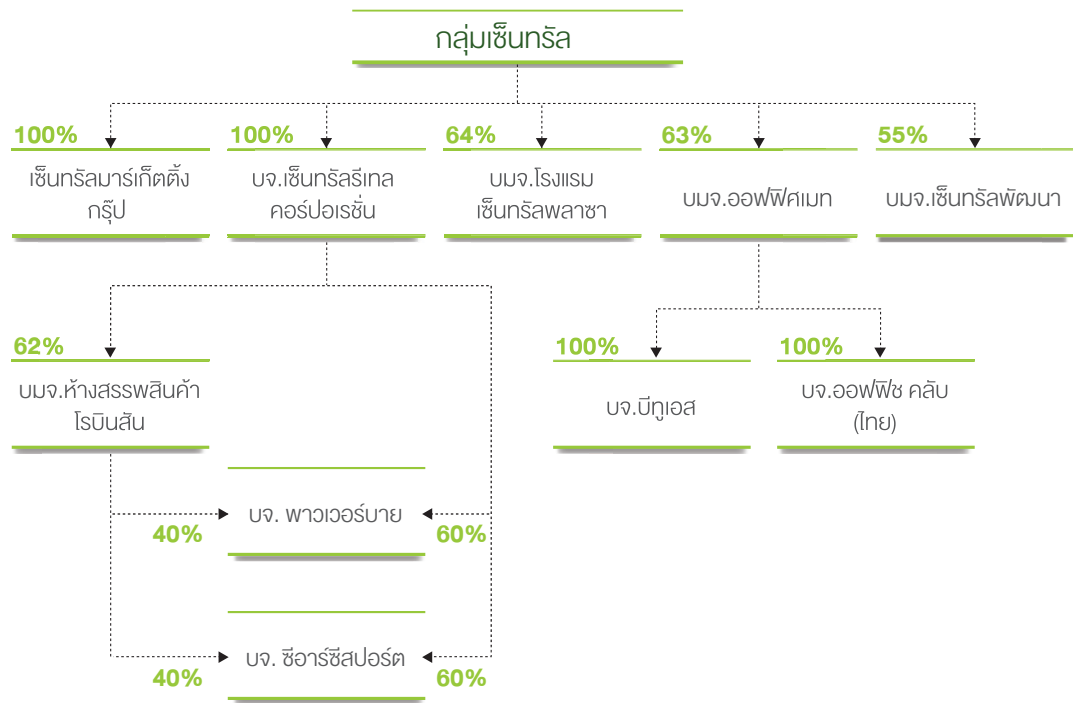 กลุ่มเซ็นทรัล
100%
100%
64%
63%
55%
เซ็นทรัลมาร์เก็ตติ้ง
กรุ๊ป
บจ.เซ็นทรัลรีเทล
คอร์ปอเรชั่น
บมจ.โรงแรม
เซ็นทรัลพลาซา
บมจ.ออฟฟิศเมท
บมจ.เซ็นทรัลพัฒนา
62%
บมจ.ห้างสรรพสินค้า
โรบินสัน
100%
บจ.บีทูเอส
100%
บจ.ออฟฟิช คลับ
(ไทย)
บจ. พาวเวอร์บาย
40%
60%
บจ. ซีอาร์ซีสปอร์ต
40%
60%